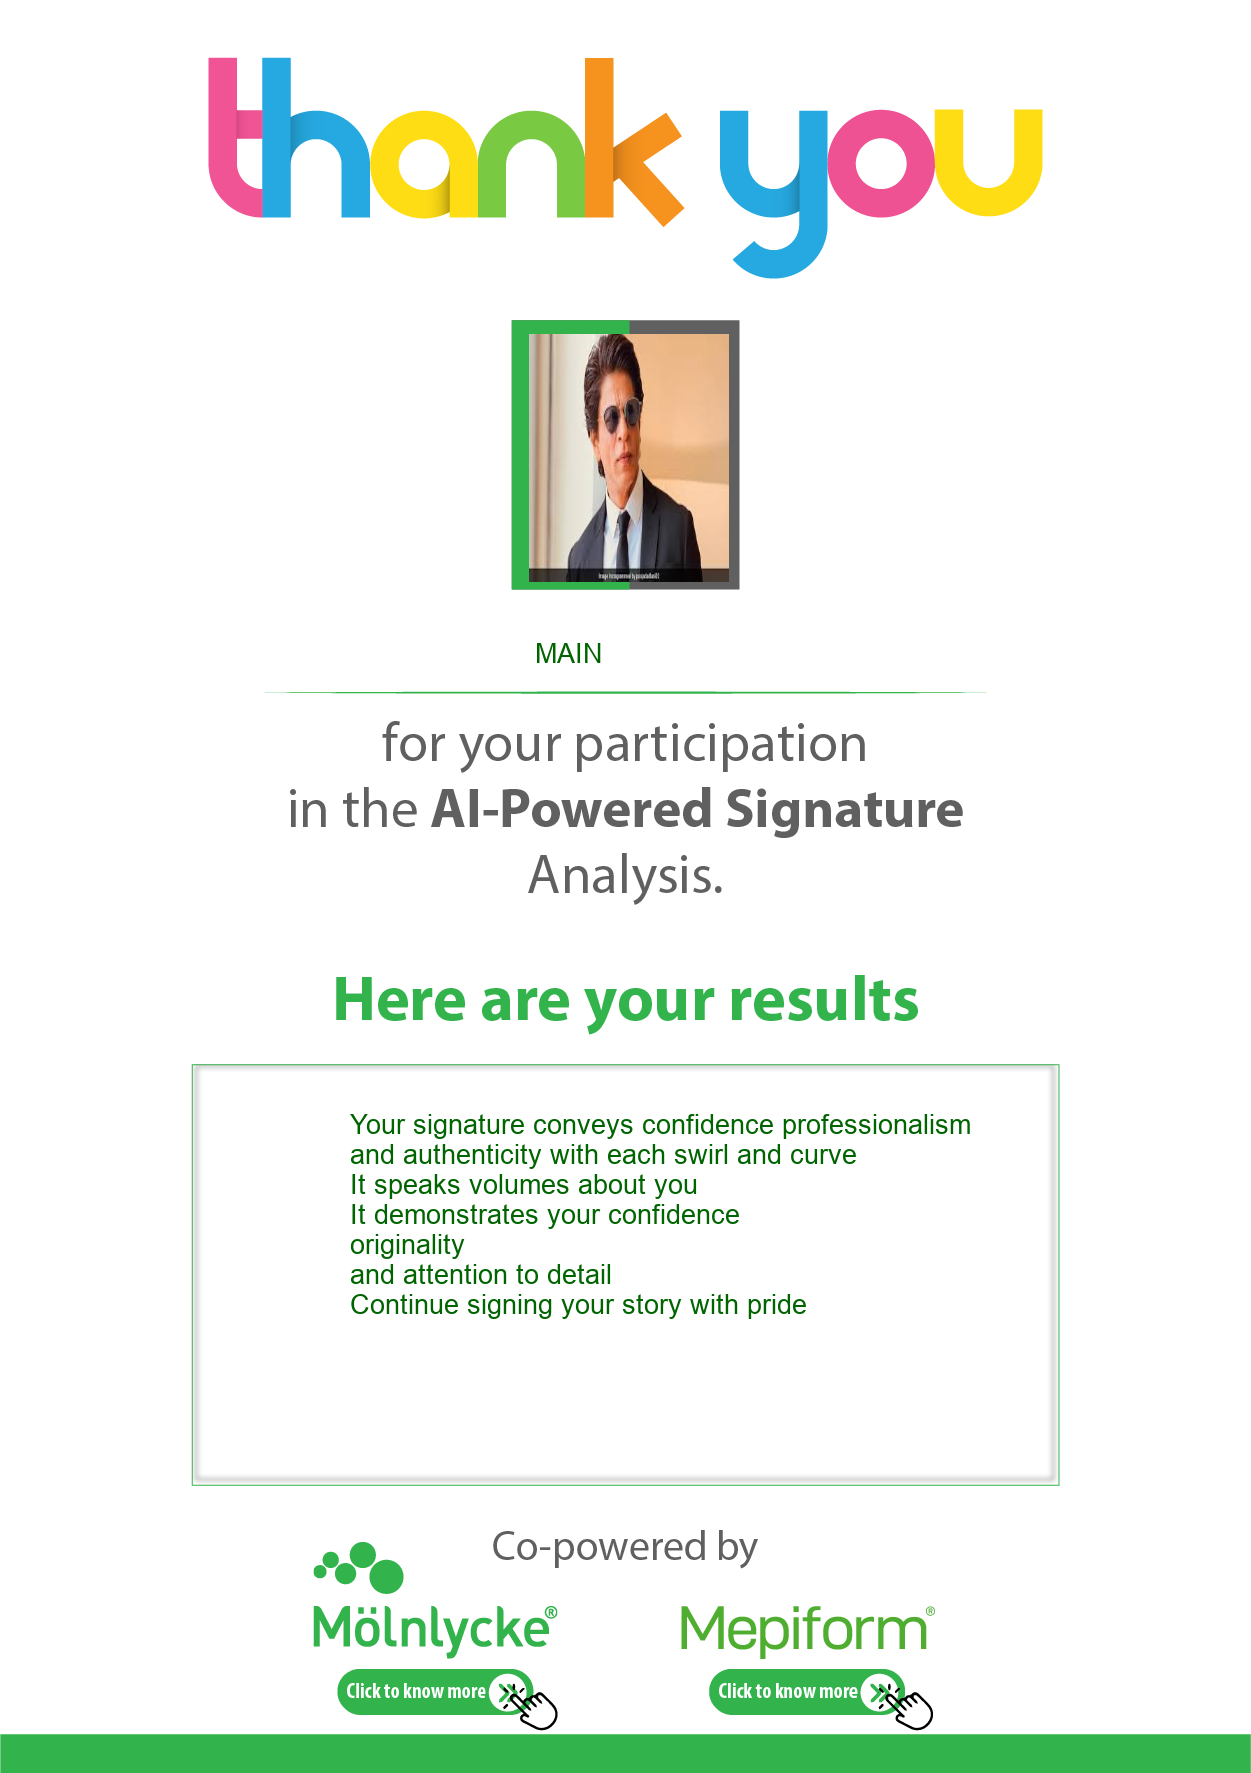 thank you
MAIN
for your participation
in the AI-Powered Signature
Analysis.
Here are your results
Your signature conveys confidence professionalism
and authenticity with each swirl and curve
It speaks volumes about you
It demonstrates your confidence
originality
and attention to detail
Continue signing your story with pride
Co-powered by
Mölnlycke®
Mepiform®
Click to know more
Click to know more